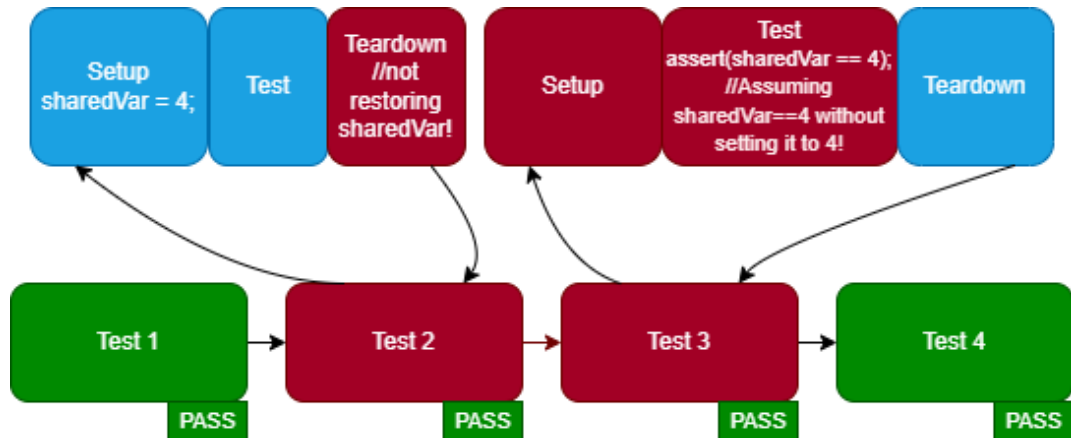 Setup
sharedVar = 4;
Test
Teardown
//not
restoring
sharedVar!
Setup
Test
assert(sharedVar == 4);
//Assuming
sharedVar==4 without
setting it to 4!
Teardown
Test 1
PASS
Test 2
PASS
Test 3
PASS
Test 4
PASS